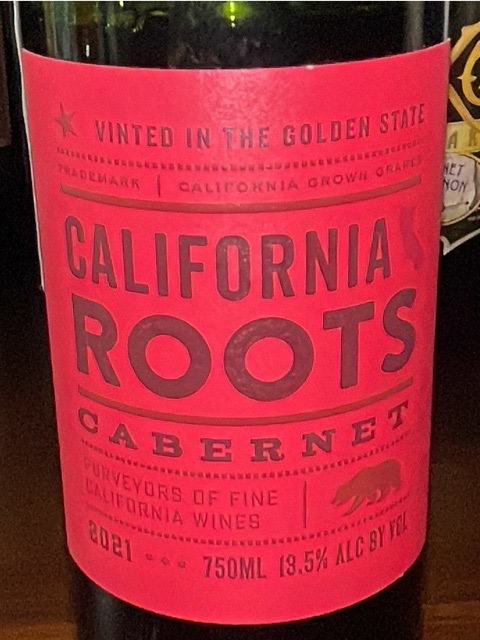 VINTED IN THE GOLDEN STATE
TRADEMARK | CALIFORNIA GROWN GRAPES
CALIFORNIA
ROOTS
CABERNET
PURVEYORS OF FINE
CALIFORNIA WINES
2021 • • • 750ML 13.5% ALC BY VOL